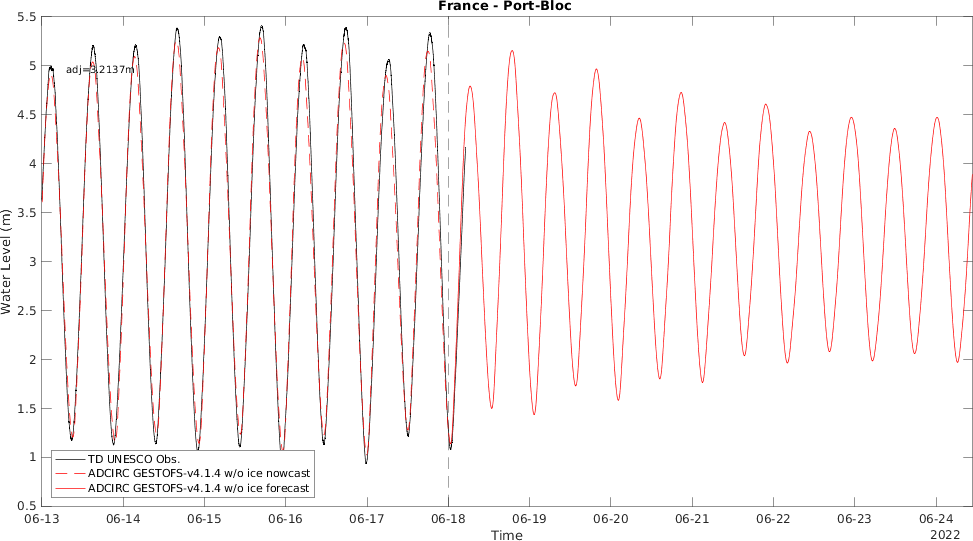 France - Port-Bloc
5.5
5
4.5
4
3.5
3
2.5
2
1.5
1
0.5
Water Level (m)
adj=3.2137m
TD UNESCO Obs.
ADCIRC GESTOFS-v4.1.4 w/o ice nowcast
ADCIRC GESTOFS-v4.1.4 w/o ice forecast
06-13 06-14 06-15 06-16 06-17 06-18 06-19 06-20 06-21 06-22 06-23 06-24
Time
2022